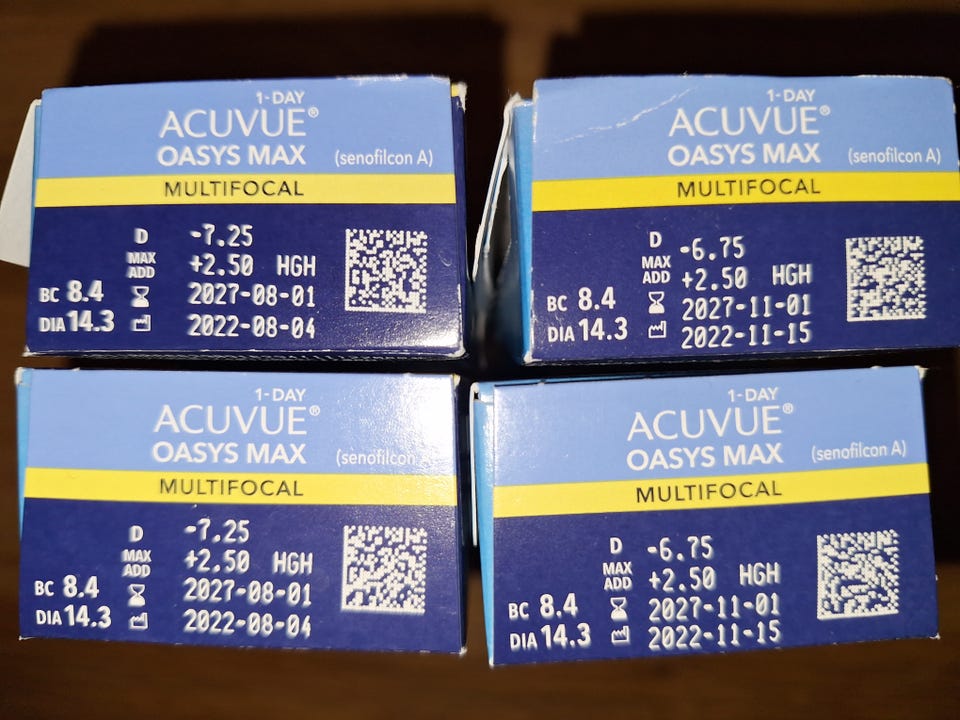 1-DAY
ACUVUE®
OASYS MAX (senofilcon A)
MULTIFOCAL
D -7.25
MAX ADD +2.50 HGH
BC 8.4 2027-08-01
DIA 14.3 2022-08-04
1-DAY
ACUVUE®
OASYS MAX (senofilcon A)
MULTIFOCAL
D -6.75
MAX ADD +2.50 HGH
BC 8.4 2027-11-01
DIA 14.3 2022-11-15
1-DAY
ACUVUE®
OASYS MAX (senofilcon
MULTIFOCAL
D -7.25
MAX ADD +2.50 HGH
BC 8.4 2027-08-01
DIA 14.3 2022-08-04
1-DAY
ACUVUE®
OASYS MAX (senofilcon A)
MULTIFOCAL
D -6.75
MAX ADD +2.50 HGH
BC 8.4 2027-11-01
DIA 14.3 2022-11-15